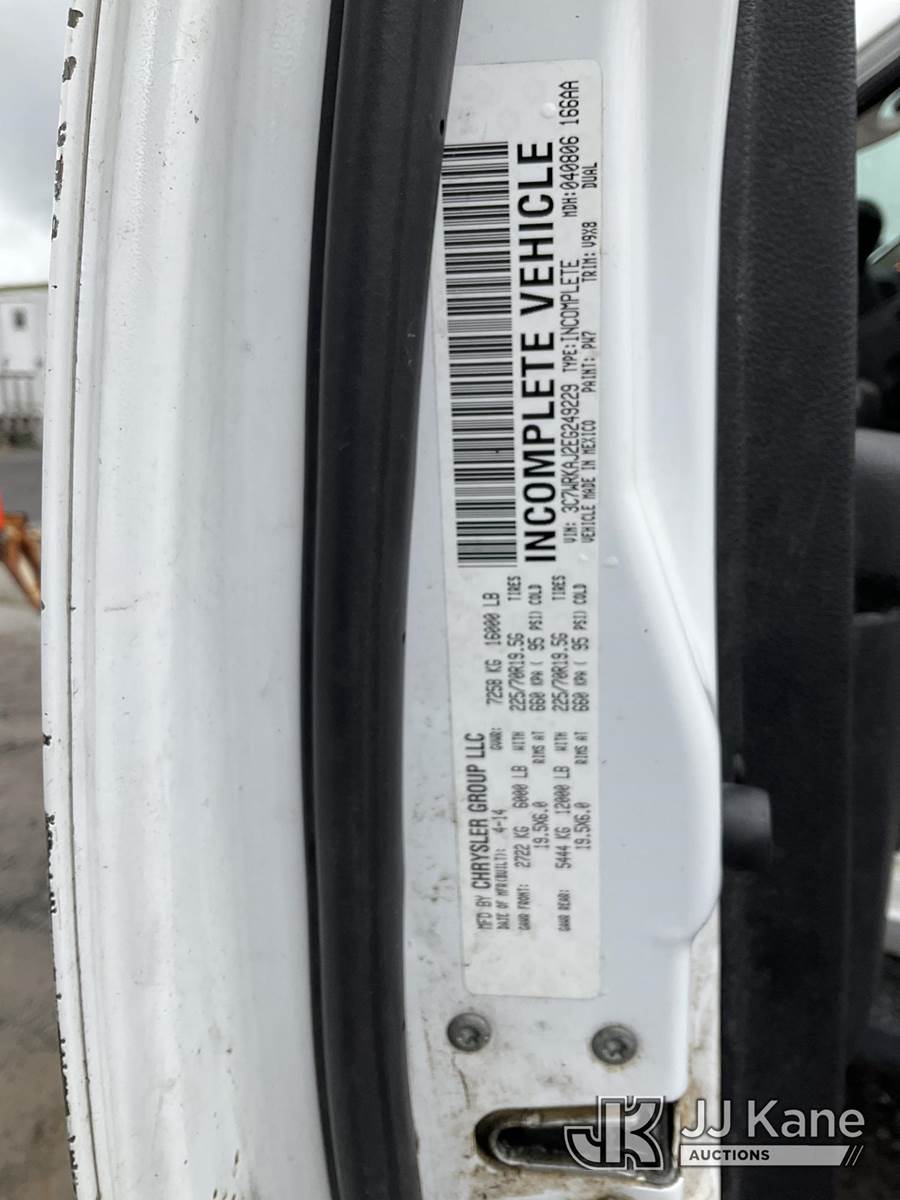 MFD BY CHRYSLER GROUP LLC
DATE OF MFR(BUILT): 4-14 GVWR: 7258 KG 16000 LB
GAWR FRONT: 2722 KG 6000 LB WITH 225/70R19.5G TIRES
19.5X6.0 RIMS AT 660 KPA ( 95 PSI) COLD
GAWR REAR: 5444 KG 12000 LB WITH 225/70R19.5G TIRES
19.5X6.0 RIMS AT 660 KPA ( 95 PSI) COLD
INCOMPLETE VEHICLE
VIN: 3C7WRKAJ2EG249229 TYPE:INCOMPLETE MDH:040806 166AA
VEHICLE MADE IN MEXICO PAINT: PW7 TRIM: V9X8 DUAL
JK JJ Kane
AUCTIONS